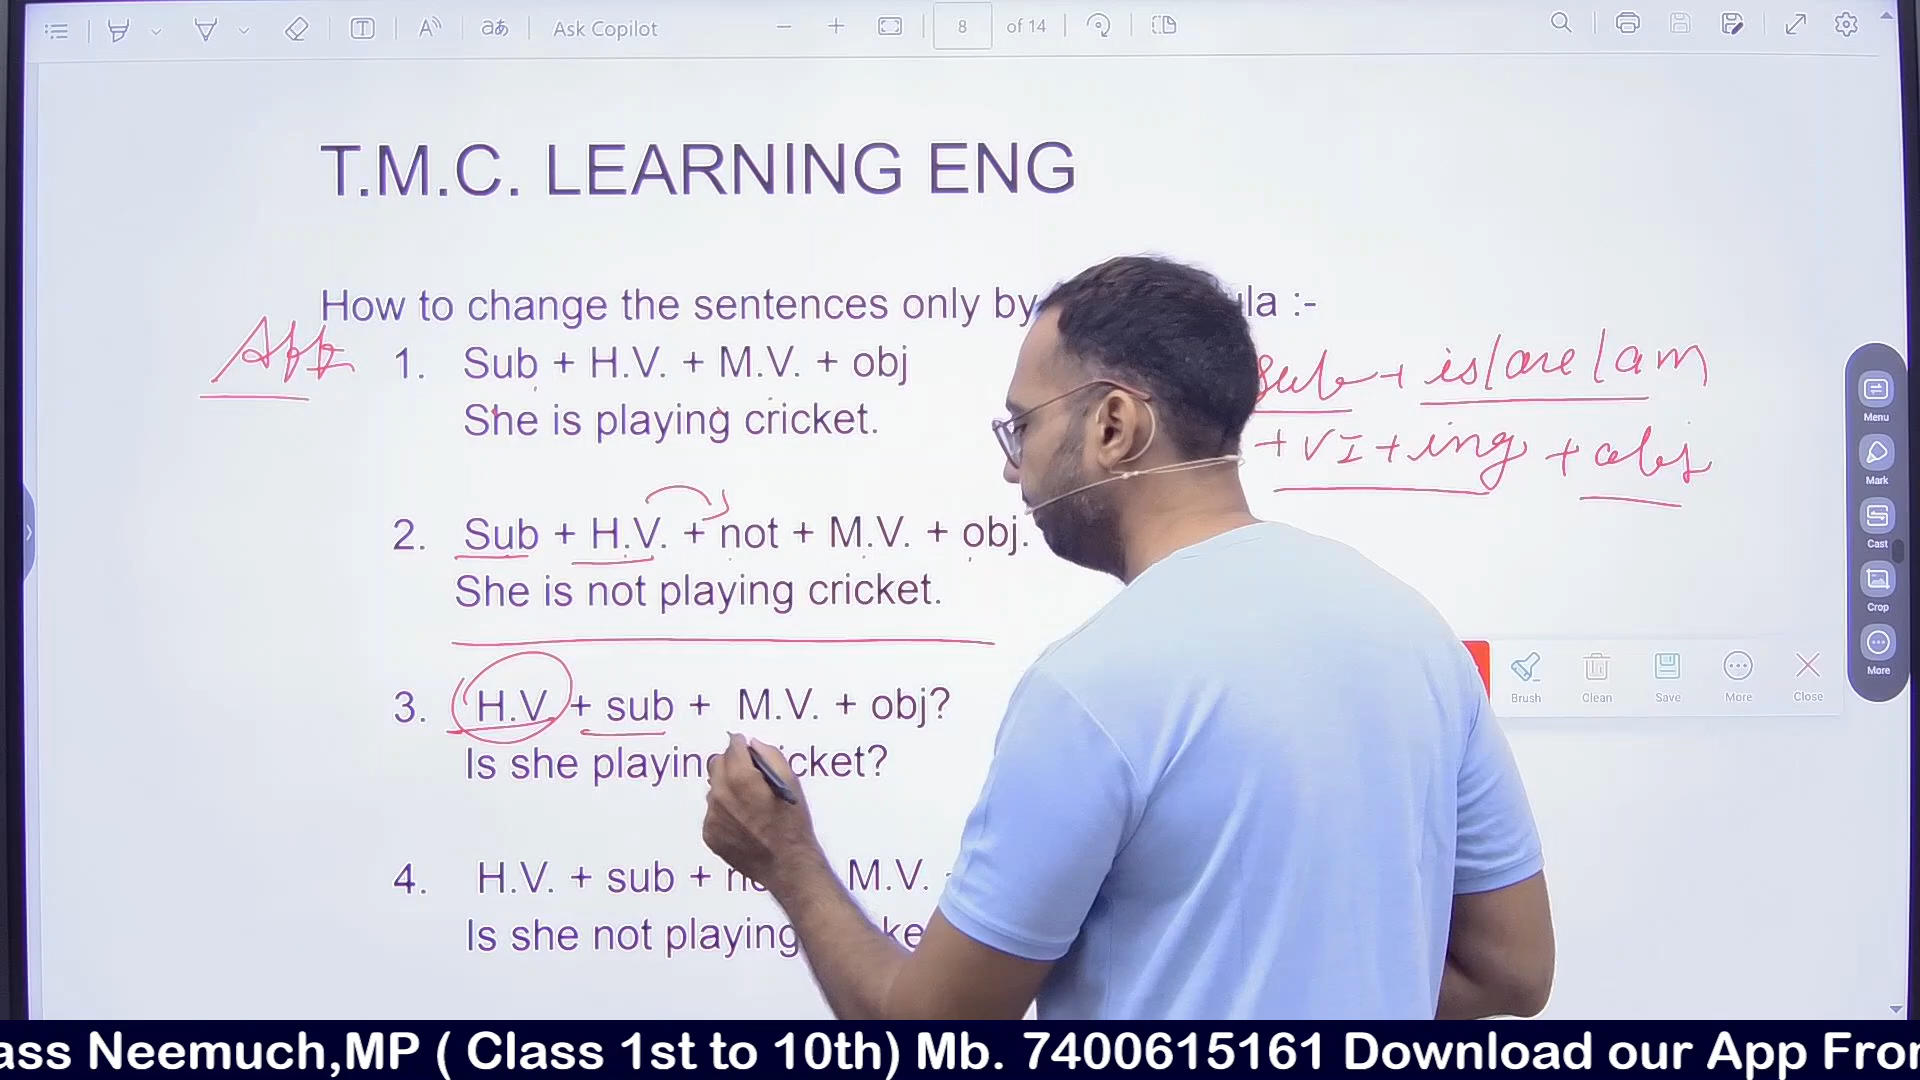 Ask Copilot
8 of 14
T.M.C. LEARNING ENG
How to change the sentences only by
la :-
App
1. Sub + H.V. + M.V. + obj
She is playing cricket.
Sub + is/are/am
+ VI + ing + obj
2. Sub + H.V. + not + M.V. + obj.
She is not playing cricket.
3. H.V. + sub + M.V. + obj?
Is she playing cket?
4. H.V. + sub + M.V.
Is she not playing ke
Menu
Mark
Cast
Crop
More
Brush Clean Save More Close
ass Neemuch,MP ( Class 1st to 10th) Mb. 7400615161 Download our App Fro